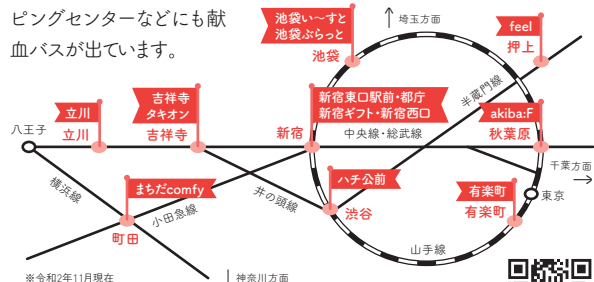 ピングセンターなどにも献
血バスが出ています。
池袋い〜すと
池袋ぶらっと
池袋
↑埼玉方面
feel
押上
半蔵門線
立川
立川
吉祥寺
タキオン
吉祥寺
新宿東口駅前・都庁
新宿ギフト・新宿西口
新宿
akiba:F
秋葉原
八王子
中央線・総武線
千葉方面
→
横浜線
まちだcomfy
町田
小田急線
井の頭線
ハチ公前
渋谷
有楽町
有楽町
東京
山手線
※令和2年11月現在
神奈川方面